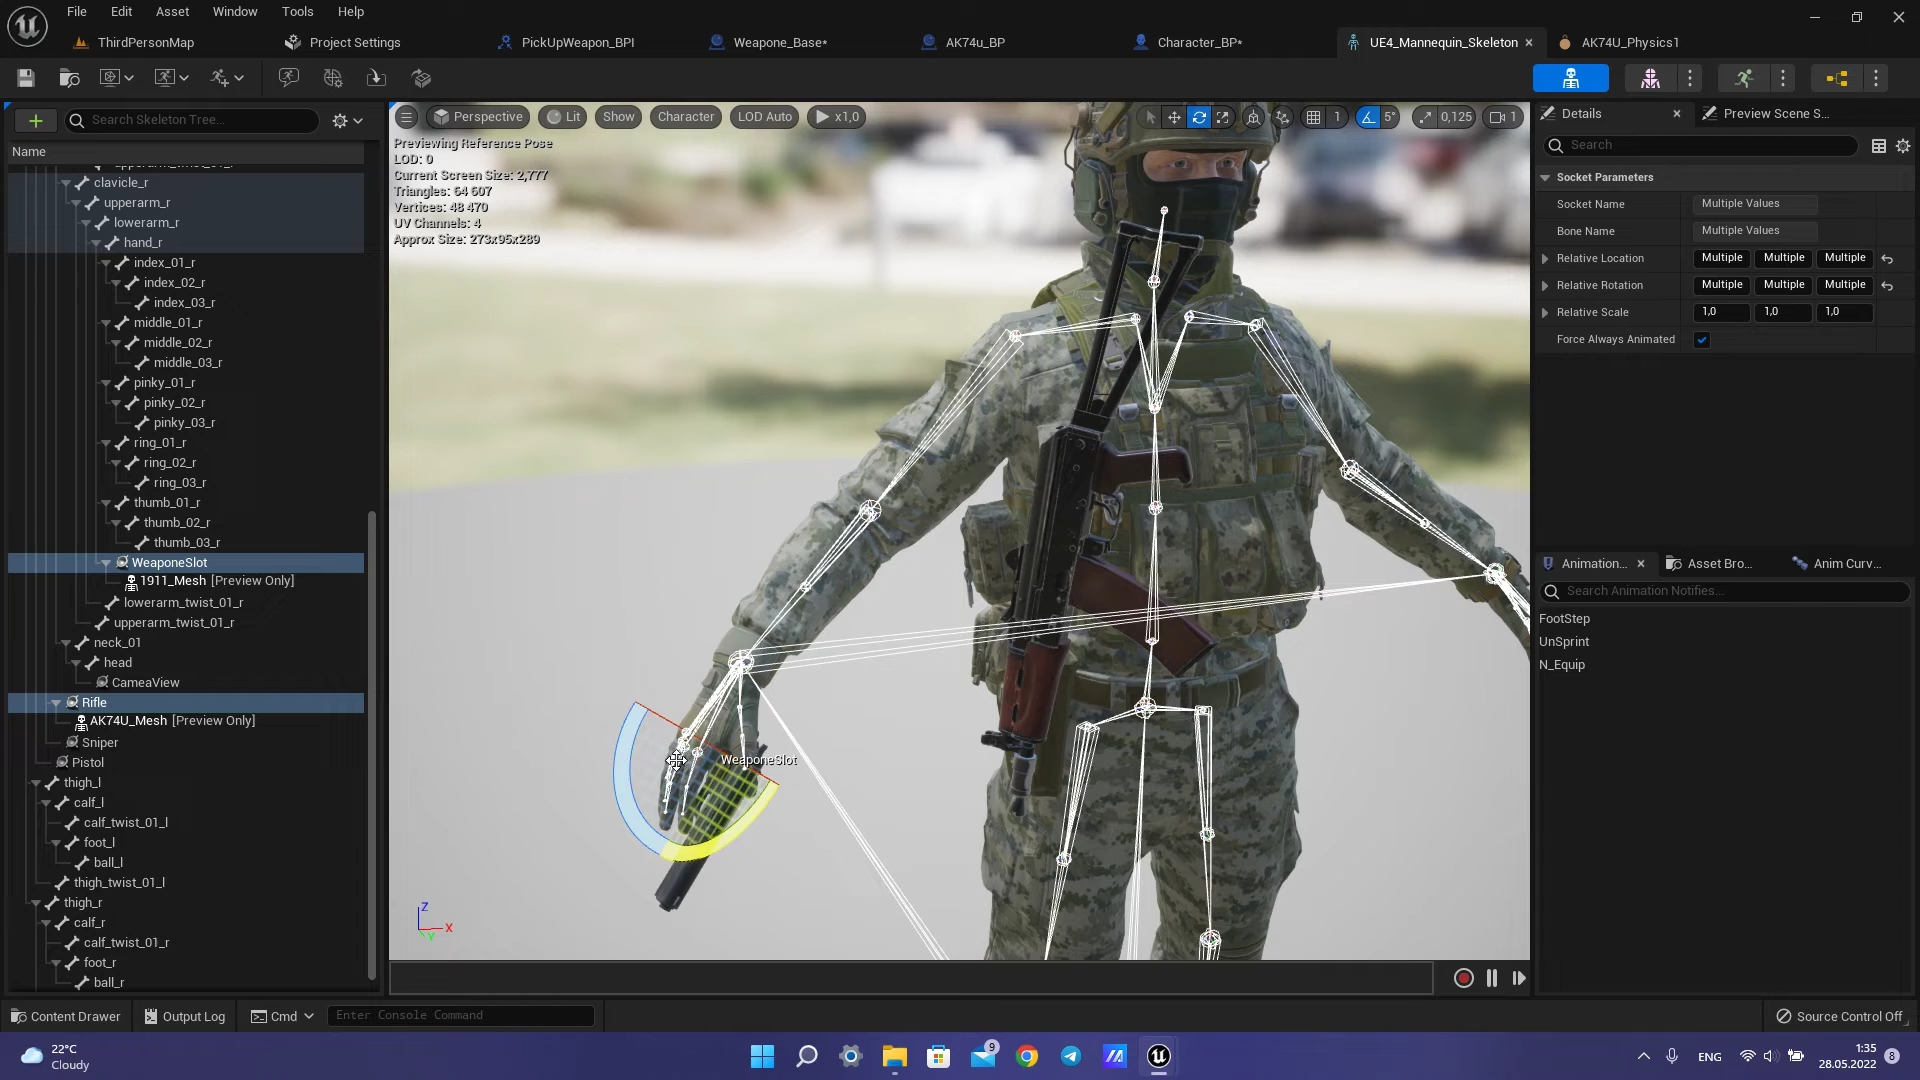 File Edit Asset Window Tools Help
ThirdPersonMap Project Settings PickUpWeapon_BPI Weapone_Base* AK74u_BP Character_BP* UE4_Mannequin_Skeleton AK74U_Physics1
Search Skeleton Tree...
Name
clavicle_r
upperarm_r
lowerarm_r
hand_r
index_01_r
index_02_r
index_03_r
middle_01_r
middle_02_r
middle_03_r
pinky_01_r
pinky_02_r
pinky_03_r
ring_01_r
ring_02_r
ring_03_r
thumb_01_r
thumb_02_r
thumb_03_r
WeaponeSlot
1911_Mesh [Preview Only]
lowerarm_twist_01_r
upperarm_twist_01_r
neck_01
head
CameaView
Rifle
AK74U_Mesh [Preview Only]
Sniper
Pistol
thigh_l
calf_l
calf_twist_01_l
foot_l
ball_l
thigh_twist_01_l
thigh_r
calf_r
calf_twist_01_r
foot_r
ball_r
Perspective Lit Show Character LOD Auto x1,0 1 5° 0,125 1
Previewing Reference Pose
LOD: 0
Current Screen Size: 2,777
Triangles: 64 607
Vertices: 48 470
UV Channels: 4
Approx Size: 273x95x289
WeaponeSlot
Z
X
Y
Details Preview Scene S...
Search
Socket Parameters
Socket Name Multiple Values
Bone Name Multiple Values
Relative Location Multiple Multiple Multiple
Relative Rotation Multiple Multiple Multiple
Relative Scale 1,0 1,0 1,0
Force Always Animated
Animation... Asset Bro... Anim Curv...
Search Animation Notifies...
FootStep
UnSprint
N_Equip
Content Drawer Output Log Cmd Enter Console Command Source Control Off
22°C
Cloudy
9
ENG
1:35
28.05.2022
8